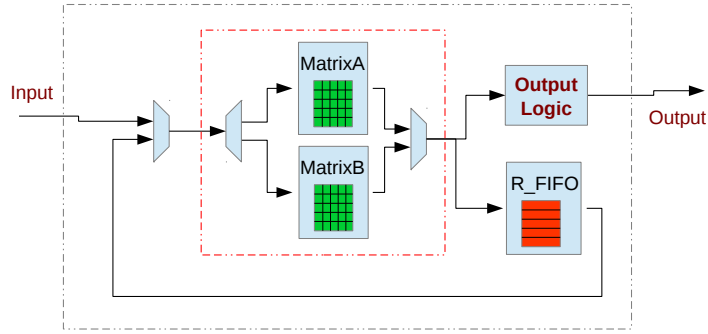 Input
MatrixA
MatrixB
Output
Logic
R_FIFO
Output